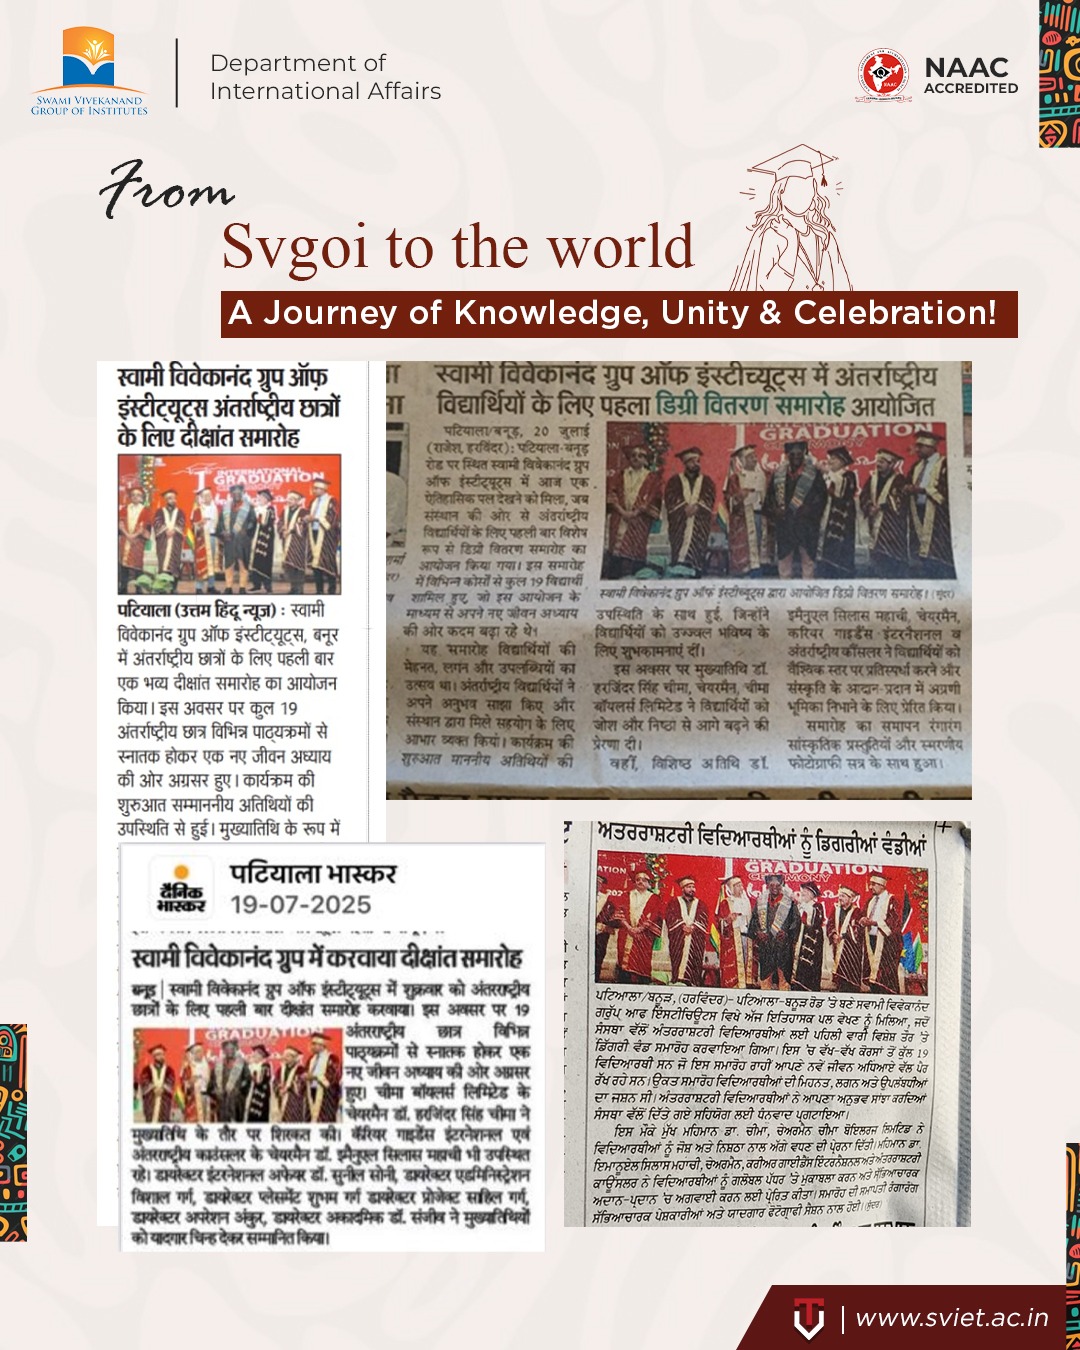 SWAMI VIVEKANAND
GROUP OF INSTITUTES
Department of
International Affairs
NAAC
ACCREDITED
From
Svgoi to the world
A Journey of Knowledge, Unity & Celebration!
स्वामी विवेकानंद ग्रुप ऑफ़
इंस्टीट्यूट्स अंतर्राष्ट्रीय छात्रों
के लिए दीक्षांत समारोह
INTERNATIONAL
GRADUATION
पटियाला (उत्तम हिंदू न्यूज) : स्वामी
विवेकानंद ग्रुप ऑफ इंस्टीट्यूट्स, बनूर
में अंतर्राष्ट्रीय छात्रों के लिए पहली बार
एक भव्य दीक्षांत समारोह का आयोजन
किया। इस अवसर पर कुल 19
अंतर्राष्ट्रीय छात्र विभिन्न पाठ्यक्रमों से
स्नातक होकर एक नए जीवन अध्याय
की ओर अग्रसर हुए। कार्यक्रम की
शुरुआत सम्माननीय अतिथियों की
उपस्थिति से हुई। मुख्यातिथि के रूप में
स्वामी विवेकानंद ग्रुप ऑफ इंस्टीच्यूट्स में अंतर्राष्ट्रीय
विद्यार्थियों के लिए पहला डिग्री वितरण समारोह आयोजित
पटियाला/बनूड़, 20 जुलाई
(राजेश, हरविंदर): पटियाला-बनूड़
रोड पर स्थित स्वामी विवेकानंद ग्रुप
ऑफ इंस्टीट्यूट्स में आज एक
ऐतिहासिक पल देखने को मिला, जब
संस्थान की ओर से अंतर्राष्ट्रीय
विद्यार्थियों के लिए पहली बार विशेष
रूप से डिग्री वितरण समारोह का
आयोजन किया गया। इस समारोह
में विभिन्न कोर्सों से कुल 19 विद्यार्थी
शामिल हुए, जो इस आयोजन के
माध्यम से अपने नए जीवन अध्याय
की ओर कदम बढ़ा रहे थे।
यह समारोह विद्यार्थियों की
मेहनत, लगन और उपलब्धियों का
उत्सव था। अंतर्राष्ट्रीय विद्यार्थियों ने
अपने अनुभव साझा किए और
संस्थान द्वारा मिले सहयोग के लिए
आभार व्यक्त किया। कार्यक्रम की
शुरुआत माननीय अतिथियों की
GRADUATION
स्वामी विवेकानंद ग्रुप ऑफ इंस्टीच्यूट्स द्वारा आयोजित डिग्री वितरण समारोह। (सुंदर)
उपस्थिति के साथ हुई, जिन्होंने
विद्यार्थियों को उज्ज्वल भविष्य के
लिए शुभकामनाएं दीं।
इस अवसर पर मुख्यातिथि डॉ.
हरजिंदर सिंह चीमा, चेयरमैन, चीमा
बॉयलर्स लिमिटेड ने विद्यार्थियों को
जोश और निष्ठा से आगे बढ़ने की
प्रेरणा दी।
वहीं, विशिष्ठ अतिथि डॉ.
इमैनुएल सिलास महाची, चेयरमैन,
करियर गाइडैंस इंटरनैशनल व
अंतर्राष्ट्रीय कौंसलर ने विद्यार्थियों को
वैश्विक स्तर पर प्रतिस्पर्धा करने और
संस्कृति के आदान-प्रदान में अग्रणी
भूमिका निभाने के लिए प्रेरित किया।
समारोह का समापन रंगारंग
सांस्कृतिक प्रस्तुतियों और स्मरणीय
फोटोग्राफी सत्र के साथ हुआ।
दैनिक
भास्कर
पटियाला भास्कर
19-07-2025
स्वामी विवेकानंद ग्रुप में करवाया दीक्षांत समारोह
बनूड़ | स्वामी विवेकानंद ग्रुप ऑफ इंस्टीट्यूट्स में शुक्रवार को अंतरराष्ट्रीय
छात्रों के लिए पहली बार दीक्षांत समारोह करवाया। इस अवसर पर 19
GRADUATION
अंतरराष्ट्रीय छात्र विभिन्न
पाठ्यक्रमों से स्नातक होकर एक
नए जीवन अध्याय की ओर अग्रसर
हुए। चीमा बॉयलर्स लिमिटेड के
चेयरमैन डॉ. हरजिंदर सिंह चीमा ने
मुख्यातिथि के तौर पर शिरकत की। कॅरियर गाइडेंस इंटरनेशनल एवं
अंतरराष्ट्रीय काउंसलर के चेयरमैन डॉ. इमैनुएल सिलास महाची भी उपस्थित
रहे। डायरेक्टर इंटरनेशनल अफेयर डॉ. सुनील सोनी, डायरेक्टर एडमिनिस्ट्रेशन
विशाल गर्ग, डायरेक्टर प्लेसमेंट शुभम गर्ग डायरेक्टर प्रोजेक्ट साहिल गर्ग,
डायरेक्टर अपरेशन अंकुर, डायरेक्टर अकादमिक डॉ. संजीव ने मुख्यातिथियों
को यादगार चिन्ह देकर सम्मानित किया।
ਅੰਤਰਰਾਸ਼ਟਰੀ ਵਿਦਿਆਰਥੀਆਂ ਨੂੰ ਡਿਗਰੀਆਂ ਵੰਡੀਆਂ
GRADUATION
CEREMONY
ਪਟਿਆਲਾ/ਬਨੂੜ, (ਹਰਵਿੰਦਰ)- ਪਟਿਆਲਾ-ਬਨੂੜ ਰੋਡ 'ਤੇ ਬਣੇ ਸਵਾਮੀ ਵਿਵੇਕਾਨੰਦ
ਗਰੁੱਪ ਆਫ ਇੰਸਟੀਚਿਊਟਸ ਵਿਖੇ ਅੱਜ ਇਤਿਹਾਸਕ ਪਲ ਵੇਖਣ ਨੂੰ ਮਿਲਿਆ, ਜਦੋਂ
ਸੰਸਥਾ ਵੱਲੋਂ ਅੰਤਰਰਾਸ਼ਟਰੀ ਵਿਦਿਆਰਥੀਆਂ ਲਈ ਪਹਿਲੀ ਵਾਰੀ ਵਿਸ਼ੇਸ਼ ਤੌਰ 'ਤੇ
ਡਿੱਗਰੀ ਵੰਡ ਸਮਾਰੋਹ ਕਰਵਾਇਆ ਗਿਆ। ਇਸ 'ਚ ਵੱਖ-ਵੱਖ ਕੋਰਸਾਂ ਤੋਂ ਕੁੱਲ 19
ਵਿਦਿਆਰਥੀ ਸਨ ਜੋ ਇਸ ਸਮਾਰੋਹ ਰਾਹੀਂ ਆਪਣੇ ਨਵੇਂ ਜੀਵਨ ਅਧਿਆਏ ਵੱਲ ਪੈਰ
ਰੱਖ ਰਹੇ ਸਨ। ਉਕਤ ਸਮਾਰੋਹ ਵਿਦਿਆਰਥੀਆਂ ਦੀ ਮਿਹਨਤ, ਲਗਨ ਅਤੇ ਉਪਲੱਬਧੀਆਂ
ਦਾ ਜਸ਼ਨ ਸੀ। ਅੰਤਰਰਾਸ਼ਟਰੀ ਵਿਦਿਆਰਥੀਆਂ ਨੇ ਆਪਣਾ ਅਨੁਭਵ ਸਾਂਝਾ ਕਰਦਿਆਂ
ਸੰਸਥਾ ਵੱਲੋਂ ਦਿੱਤੇ ਗਏ ਸਹਿਯੋਗ ਲਈ ਧੰਨਵਾਦ ਪ੍ਰਗਟਾਇਆ।
ਇਸ ਮੌਕੇ ਮੁੱਖ ਮਹਿਮਾਨ ਡਾ. ਚੀਮਾ, ਚੇਅਰਮੈਨ ਚੀਮਾ ਬੋਇਲਰਜ਼ ਲਿਮਟਿਡ ਨੇ
ਵਿਦਿਆਰਥੀਆਂ ਨੂੰ ਜੋਸ਼ ਅਤੇ ਨਿਸ਼ਠਾ ਨਾਲ ਅੱਗੇ ਵਧਣ ਦੀ ਪ੍ਰੇਰਨਾ ਦਿੱਤੀ। ਮਹਿਮਾਨ ਡਾ.
ਇਮਾਨੂਏਲ ਸਿਲਾਸ ਮਹਾਚੀ, ਚੇਅਰਮੈਨ, ਕਰੀਅਰ ਗਾਈਡੈਂਸ ਇੰਟਰਨੈਸ਼ਨਲ ਅਤੇ ਅੰਤਰਰਾਸ਼ਟਰੀ
ਕਾਊਂਸਲਰ ਨੇ ਵਿਦਿਆਰਥੀਆਂ ਨੂੰ ਗਲੋਬਲ ਪੱਧਰ 'ਤੇ ਮੁਕਾਬਲਾ ਕਰਨ ਅਤੇ ਸੱਭਿਆਚਾਰਕ
ਅਦਾਨ-ਪ੍ਰਦਾਨ 'ਚ ਅਗਵਾਈ ਕਰਨ ਲਈ ਪ੍ਰੇਰਿਤ ਕੀਤਾ। ਸਮਾਰੋਹ ਦੀ ਸਮਾਪਤੀ ਰੰਗਾਰੰਗ
ਸੱਭਿਆਚਾਰਕ ਪੇਸ਼ਕਾਰੀਆਂ ਅਤੇ ਯਾਦਗਾਰ ਫੋਟੋਗ੍ਰਾਫੀ ਸੈਸ਼ਨ ਨਾਲ ਹੋਈ। (ਸੁੰਦਰ)
www.sviet.ac.in